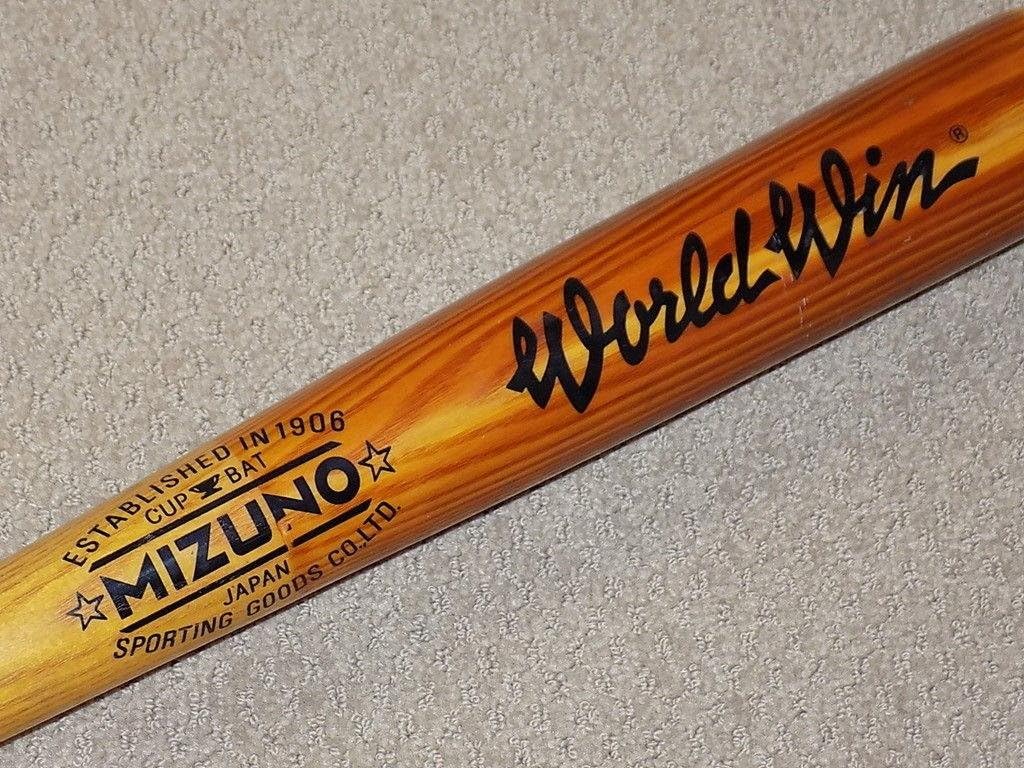 ESTABLISHED IN 1906
CUP BAT
MIZUNO
JAPAN
SPORTING GOODS CO.,LTD.
World Win ®